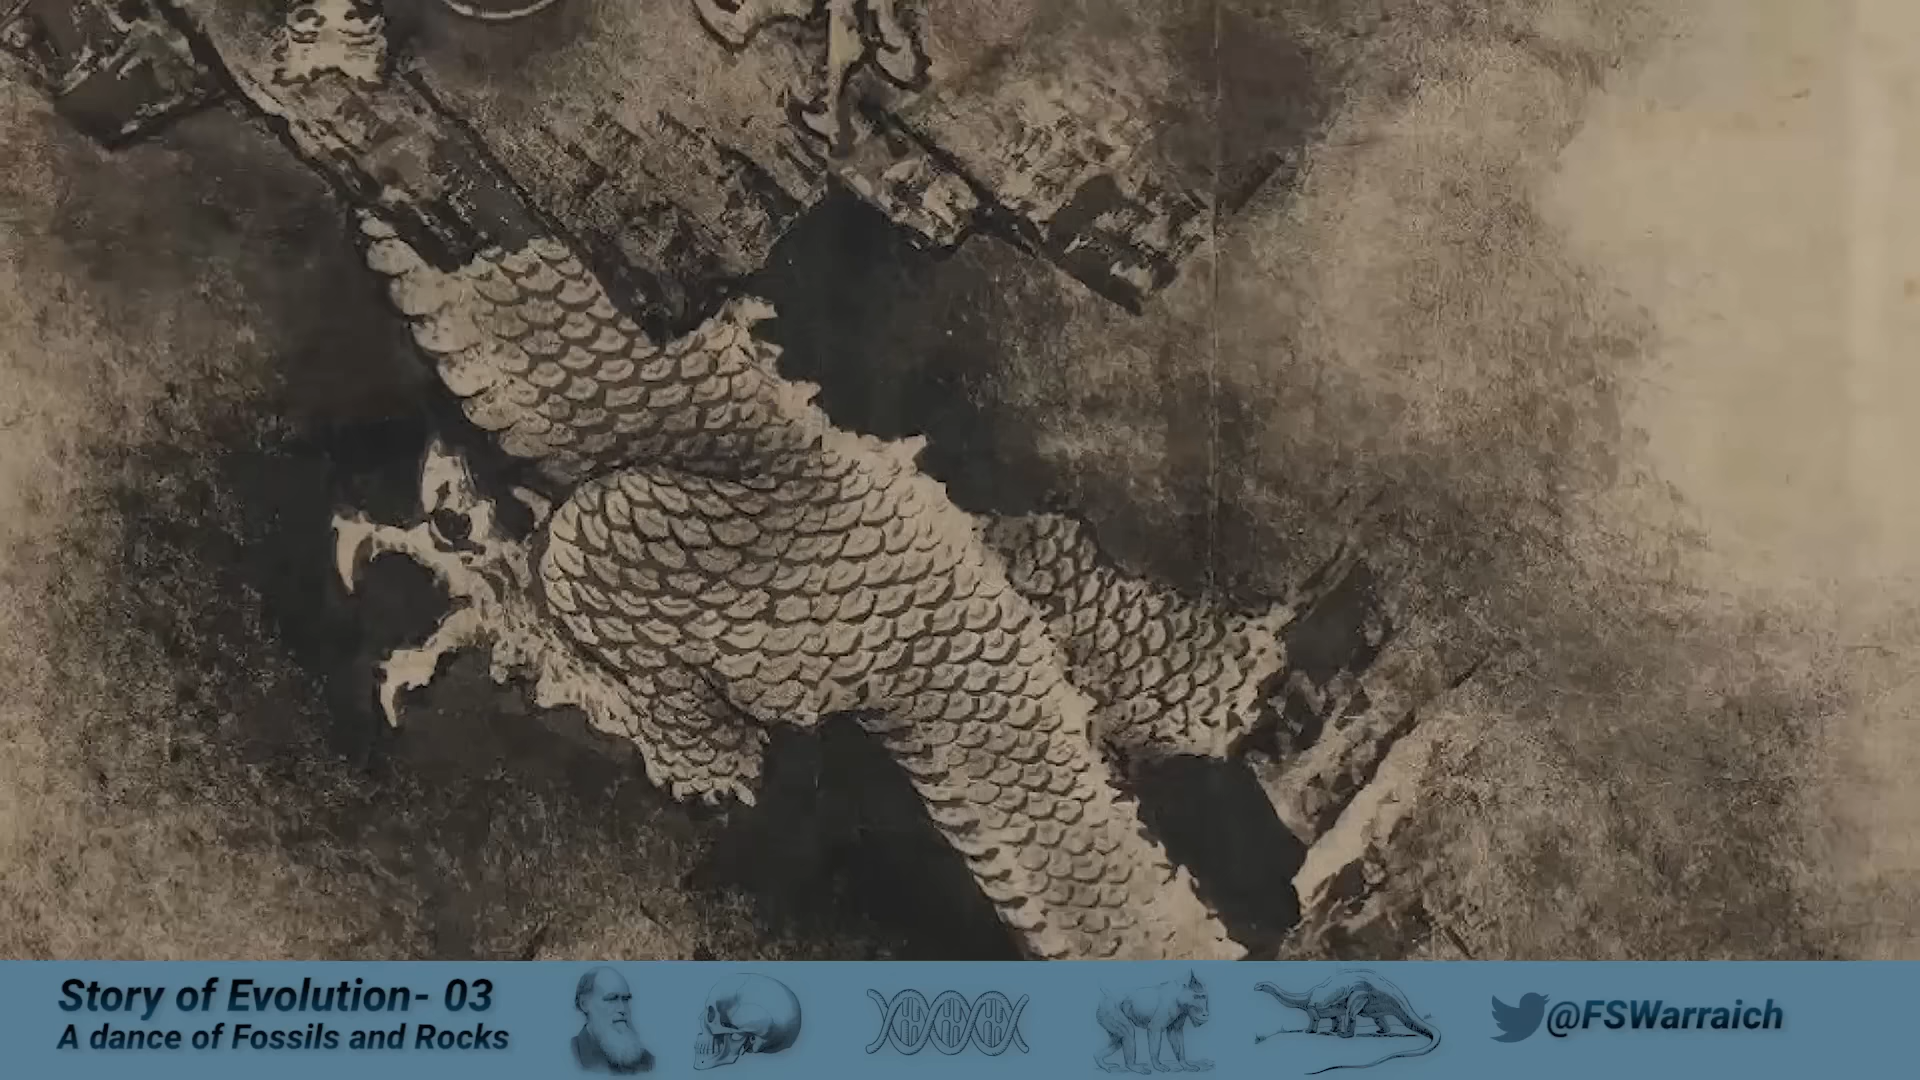 Story of Evolution- 03
A dance of Fossils and Rocks
@FSWarraich